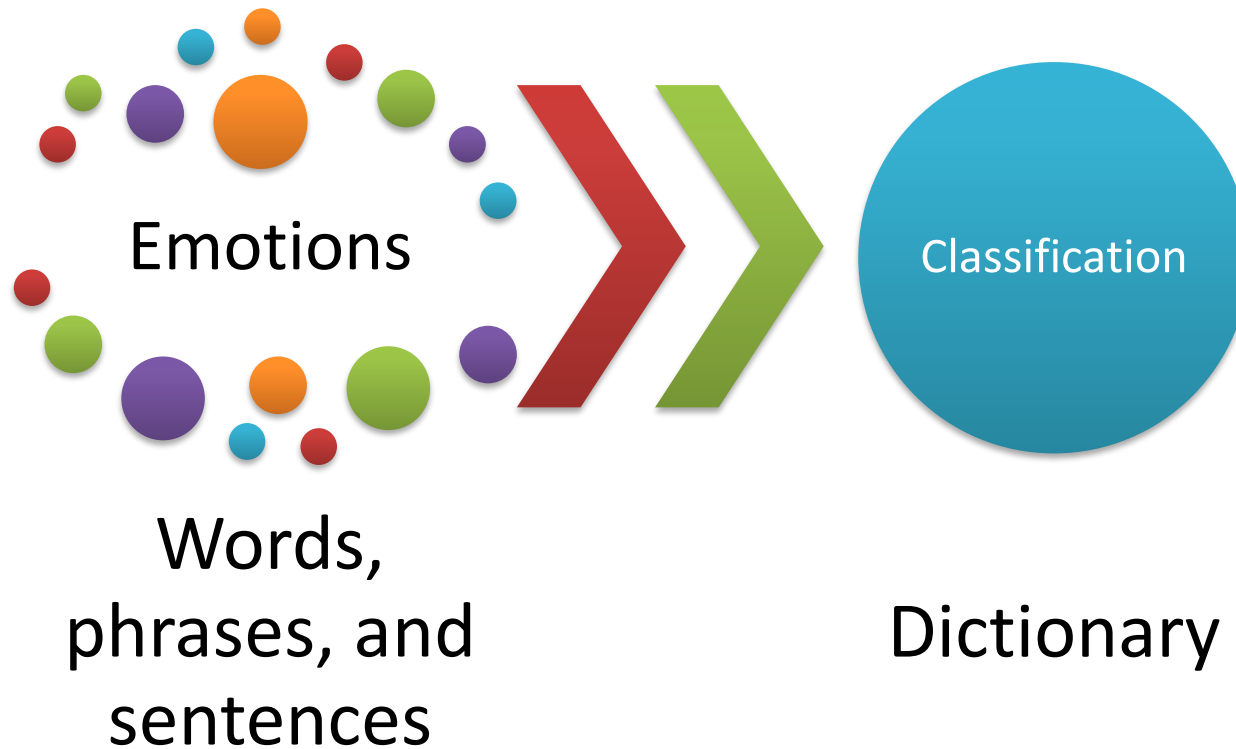 Emotions
Classification
Words,
phrases, and
sentences
Dictionary